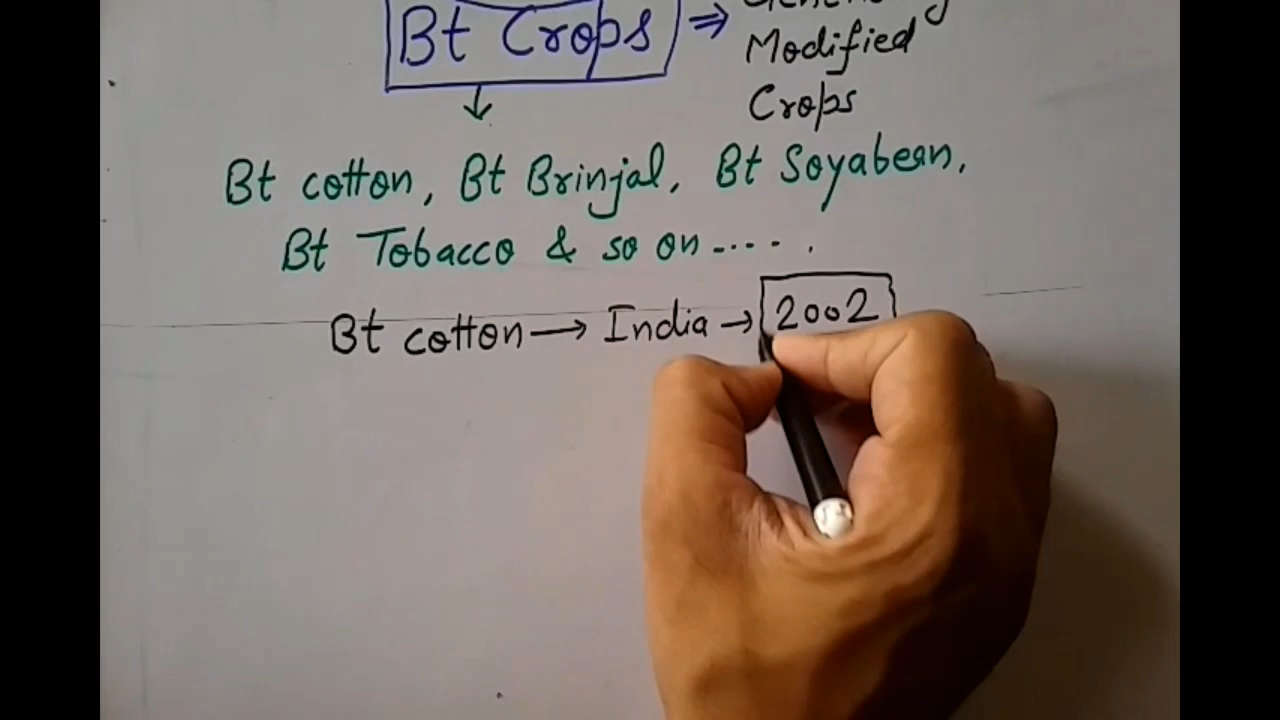 Bt Crops ⇒
Modified
Crops
↓
Bt cotton, Bt Brinjal, Bt Soyabean,
Bt Tobacco & so on-....
Bt cotton → India → 2002